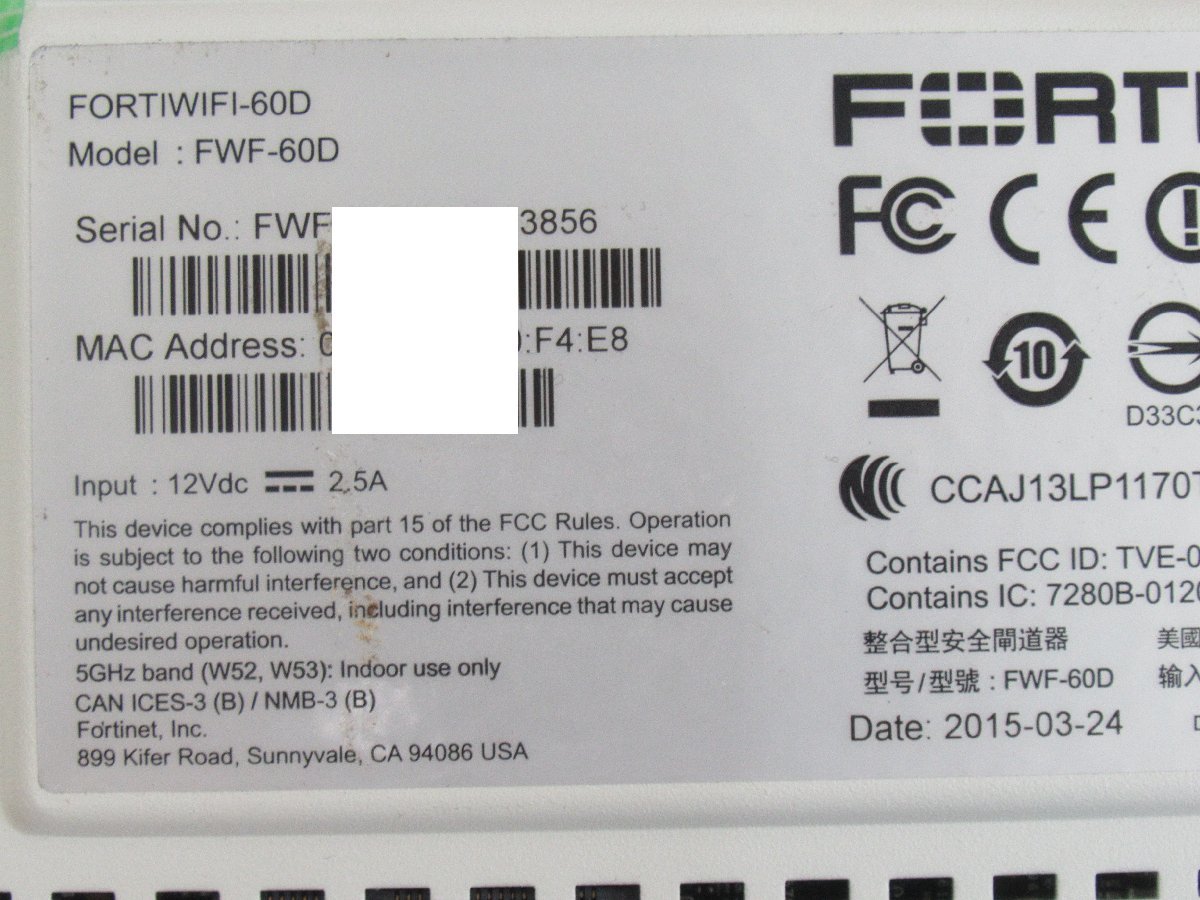 FORTIWIFI-60D
Model : FWF-60D
Serial No.: FWF 3856
MAC Address: :F4:E8
Input : 12Vdc 2.5A
This device complies with part 15 of the FCC Rules. Operation
is subject to the following two conditions: (1) This device may
not cause harmful interference, and (2) This device must accept
any interference received, including interference that may cause
undesired operation.
5GHz band (W52, W53): Indoor use only
CAN ICES-3 (B) / NMB-3 (B)
Fortinet, Inc.
899 Kifer Road, Sunnyvale, CA 94086 USA
FORTI
FC CE
10
D33C3
CCAJ13LP1170T
Contains FCC ID: TVE-0
Contains IC: 7280B-0120
整合型安全閘道器 美國
型号/型號 : FWF-60D 输入
Date: 2015-03-24